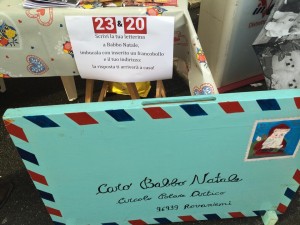 23 & 20
Scrivi la tua letterina
a Babbo Natale,
imbucala con inserito un francobollo
e il tuo indirizzo:
la risposta ti arriverà a casa!
Caro Babbo Natale
Circolo Polare Artico
96939 Rovaniemi